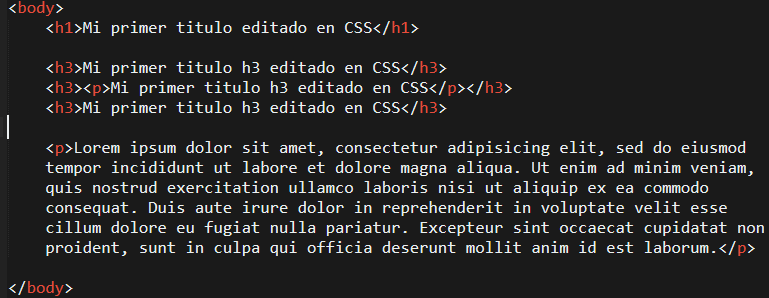 <body>
<h1>Mi primer titulo editado en CSS</h1>
<h3>Mi primer titulo h3 editado en CSS</h3>
<h3><p>Mi primer titulo h3 editado en CSS</p></h3>
<h3>Mi primer titulo h3 editado en CSS</h3>
<p>Lorem ipsum dolor sit amet, consectetur adipisicing elit, sed do eiusmod
tempor incididunt ut labore et dolore magna aliqua. Ut enim ad minim veniam,
quis nostrud exercitation ullamco laboris nisi ut aliquip ex ea commodo
consequat. Duis aute irure dolor in reprehenderit in voluptate velit esse
cillum dolore eu fugiat nulla pariatur. Excepteur sint occaecat cupidatat non
proident, sunt in culpa qui officia deserunt mollit anim id est laborum.</p>
</body>